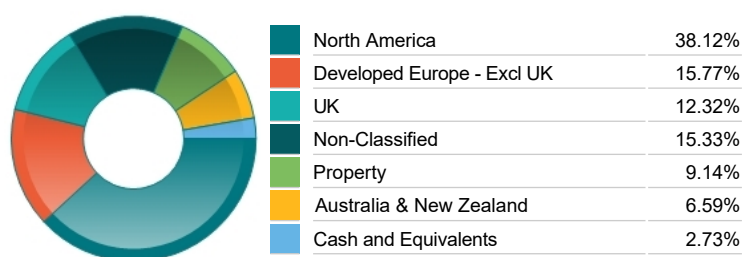 North America 38.12%
Developed Europe - Excl UK 15.77%
UK 12.32%
Non-Classified 15.33%
Property 9.14%
Australia & New Zealand 6.59%
Cash and Equivalents 2.73%